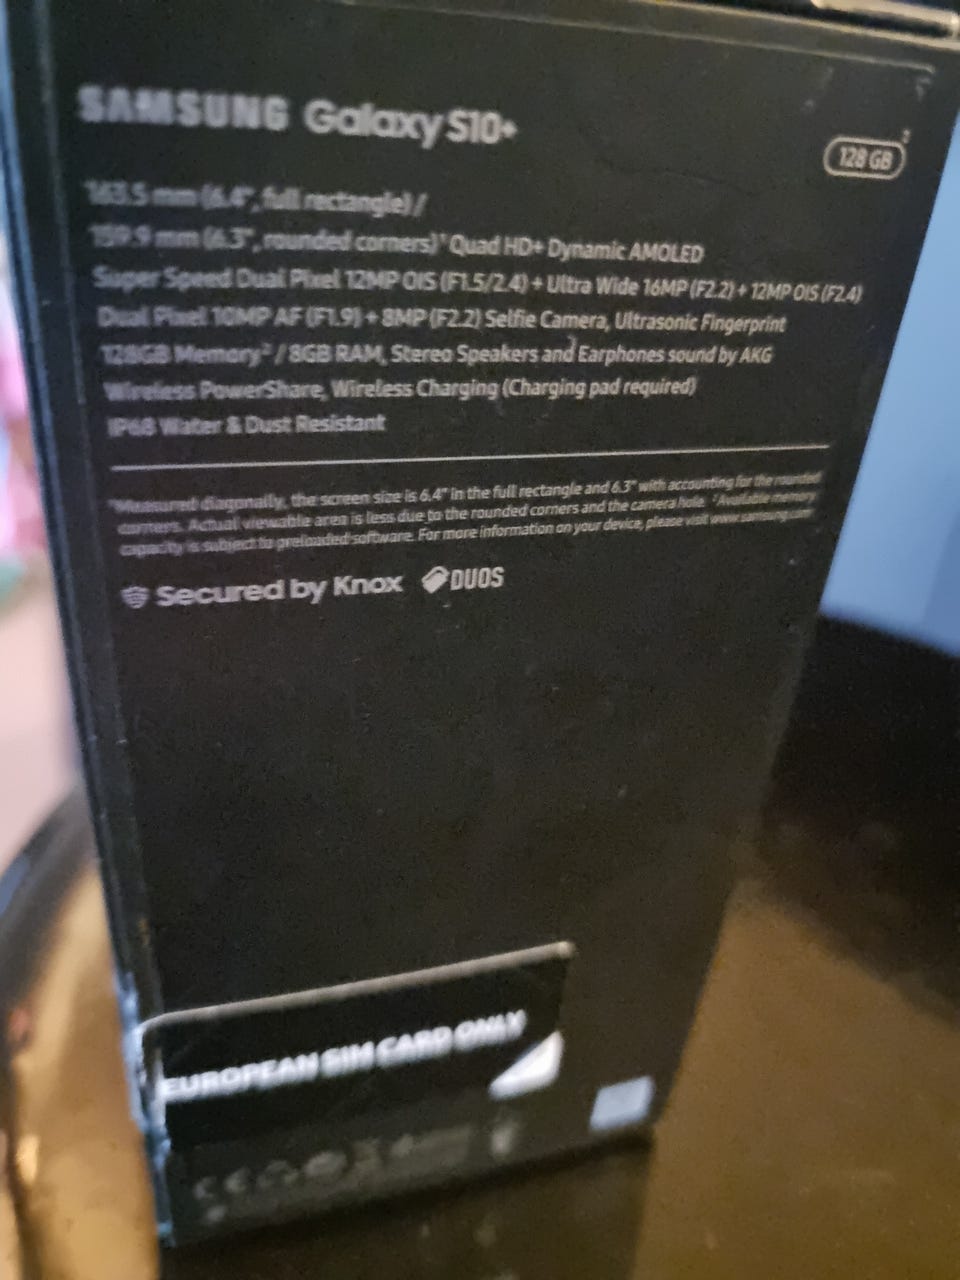 SAMSUNG Galaxy S10+
128 GB
163.5 mm (6.4", full rectangle) /
159.9 mm (6.3", rounded corners)¹ Quad HD+ Dynamic AMOLED
Super Speed Dual Pixel 12MP OIS (F1.5/2.4) + Ultra Wide 16MP (F2.2) + 12MP OIS (F2.4)
Dual Pixel 10MP AF (F1.9) + 8MP (F2.2) Selfie Camera, Ultrasonic Fingerprint
128GB Memory² / 8GB RAM, Stereo Speakers and Earphones sound by AKG
Wireless PowerShare, Wireless Charging (Charging pad required)
IP68 Water & Dust Resistant
¹Measured diagonally, the screen size is 6.4" in the full rectangle and 6.3" with accounting for the rounded
corners. Actual viewable area is less due to the rounded corners and the camera hole. ²Available memory
capacity is subject to preloaded software. For more information on your device, please visit www.samsung.com
Secured by Knox DUOS
EUROPEAN SIM CARD ONLY